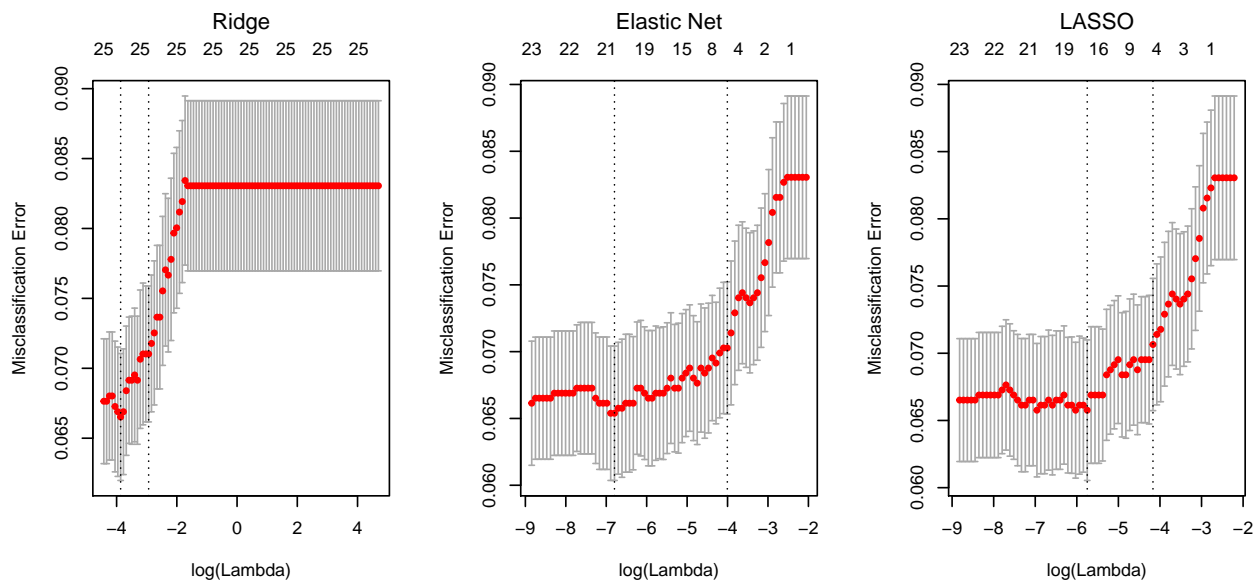 Ridge
25 25 25 25 25 25 25 25
0.090
0.085
0.080
0.075
0.070
0.065
Misclassification Error
−4 −2 0 2 4
log(Lambda)
Elastic Net
23 22 21 19 15 8 4 2 1
0.090
0.085
0.080
0.075
0.070
0.065
0.060
Misclassification Error
−9 −8 −7 −6 −5 −4 −3 −2
log(Lambda)
LASSO
23 22 21 19 16 9 4 3 1
0.090
0.085
0.080
0.075
0.070
0.065
0.060
Misclassification Error
−9 −8 −7 −6 −5 −4 −3 −2
log(Lambda)